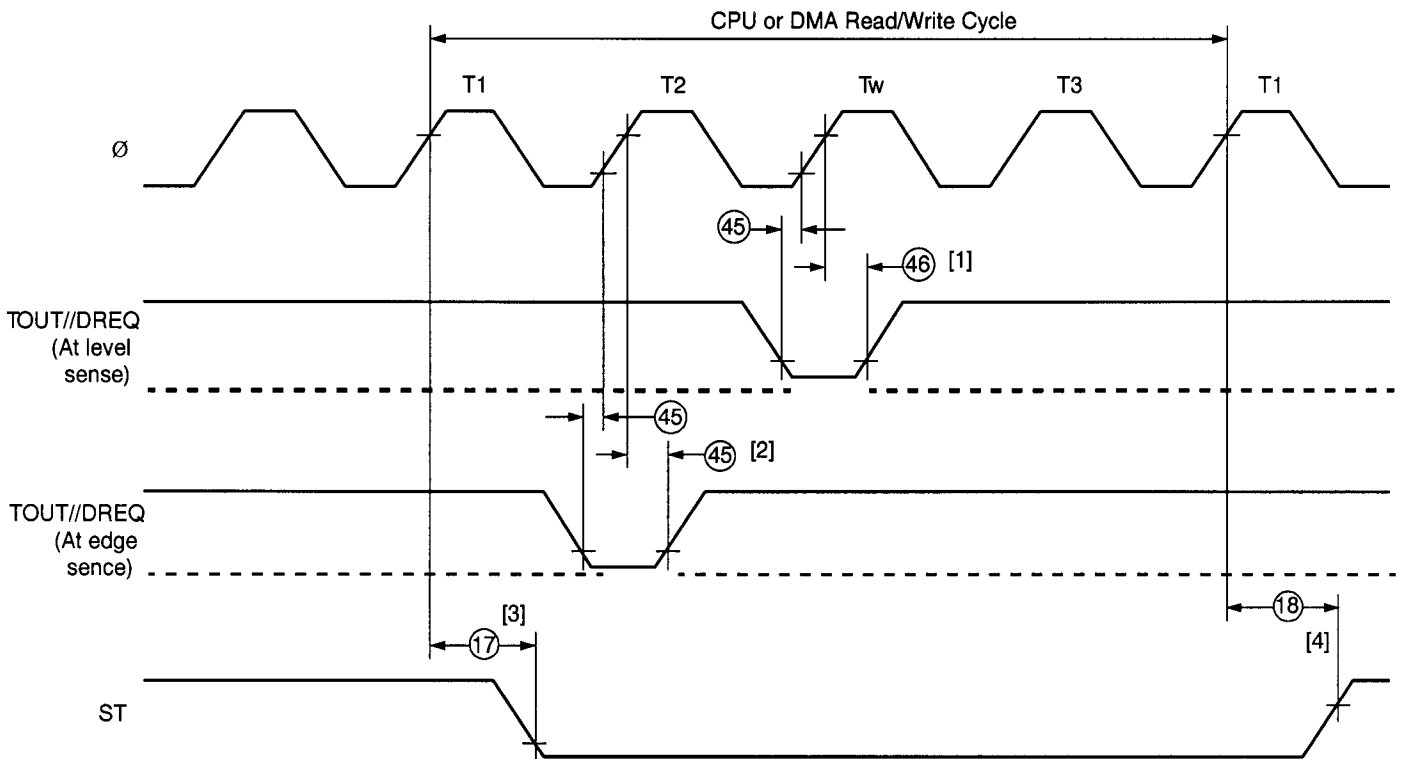 CPU or DMA Read/Write Cycle
T1 T2 Tw T3 T1
Ø
45
46 [1]
TOUT//DREQ
(At level
sense)
45
45 [2]
TOUT//DREQ
(At edge
sence)
[3]
17
18
[4]
ST